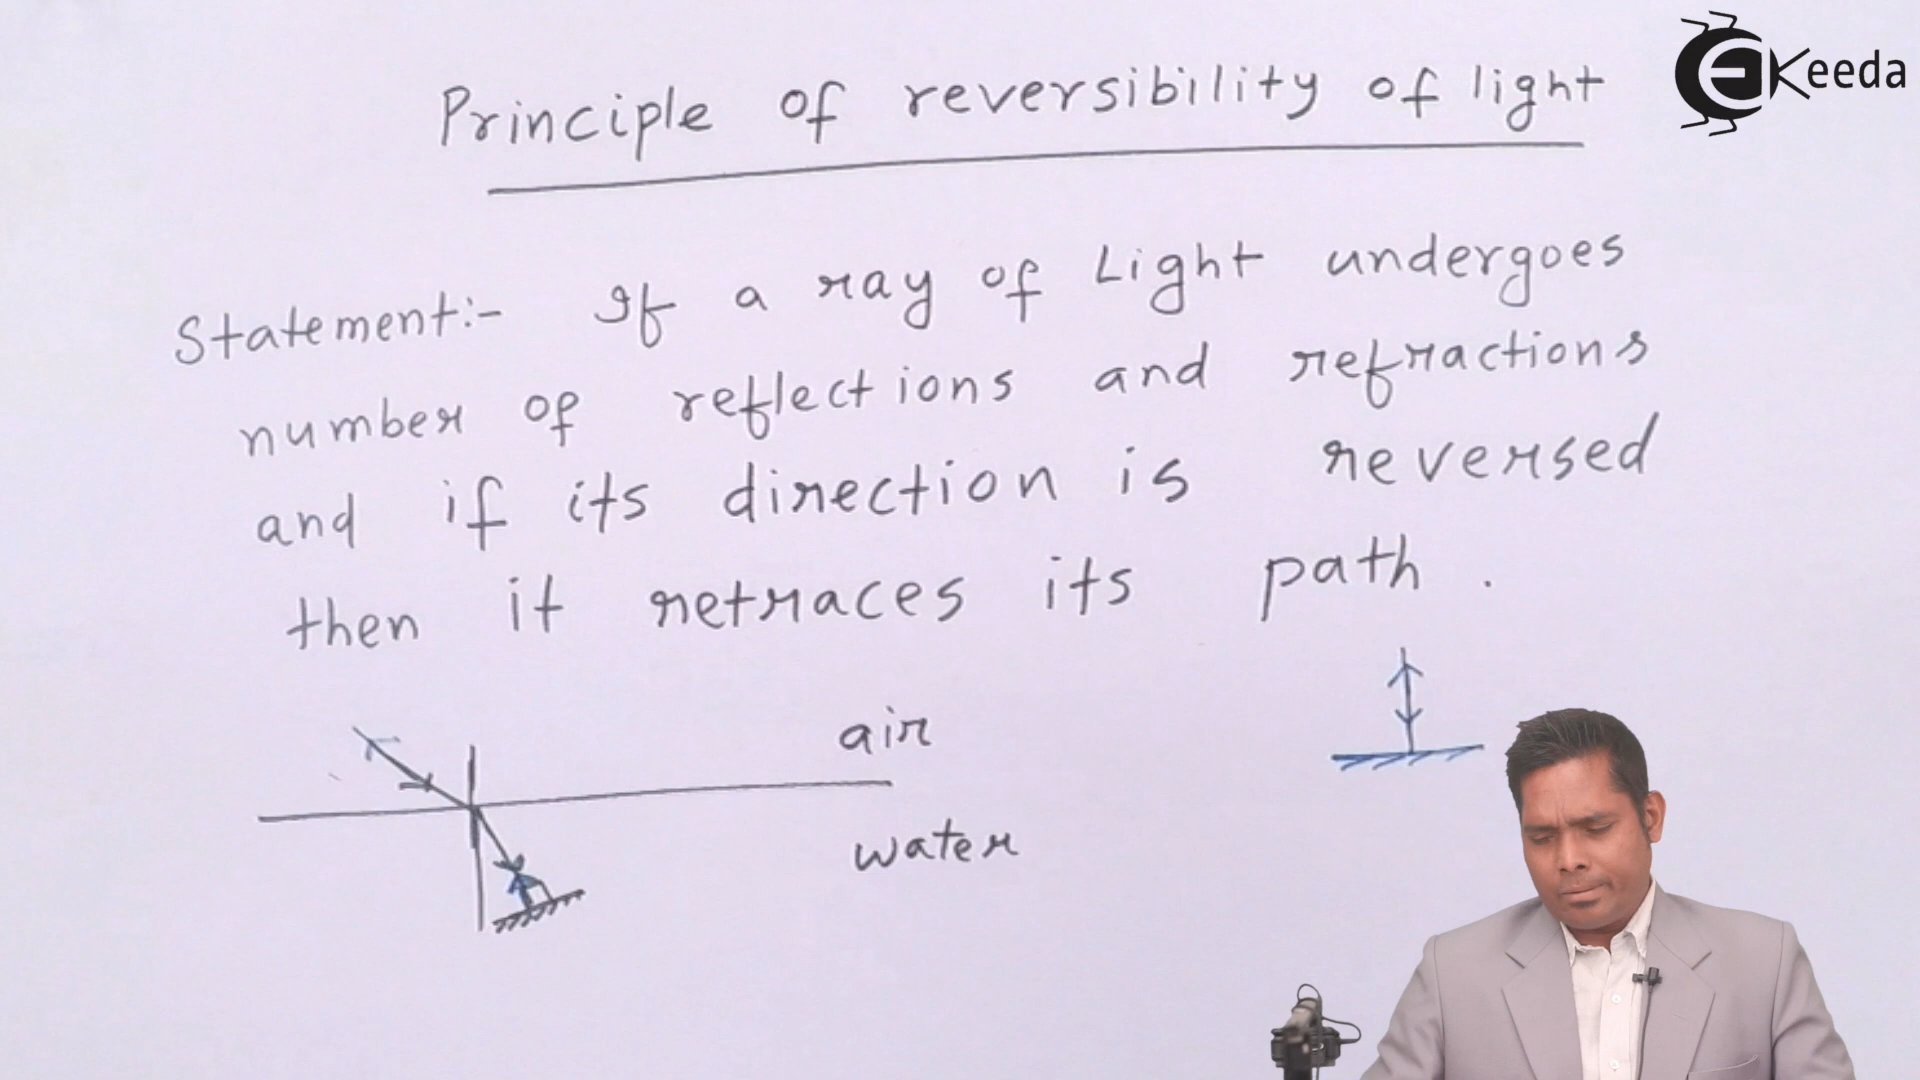 Principle of reversibility of light
EKeeda
Statement:- If a ray of Light undergoes
number of reflections and refractions
and if its direction is reversed
then it retraces its path .
air
water